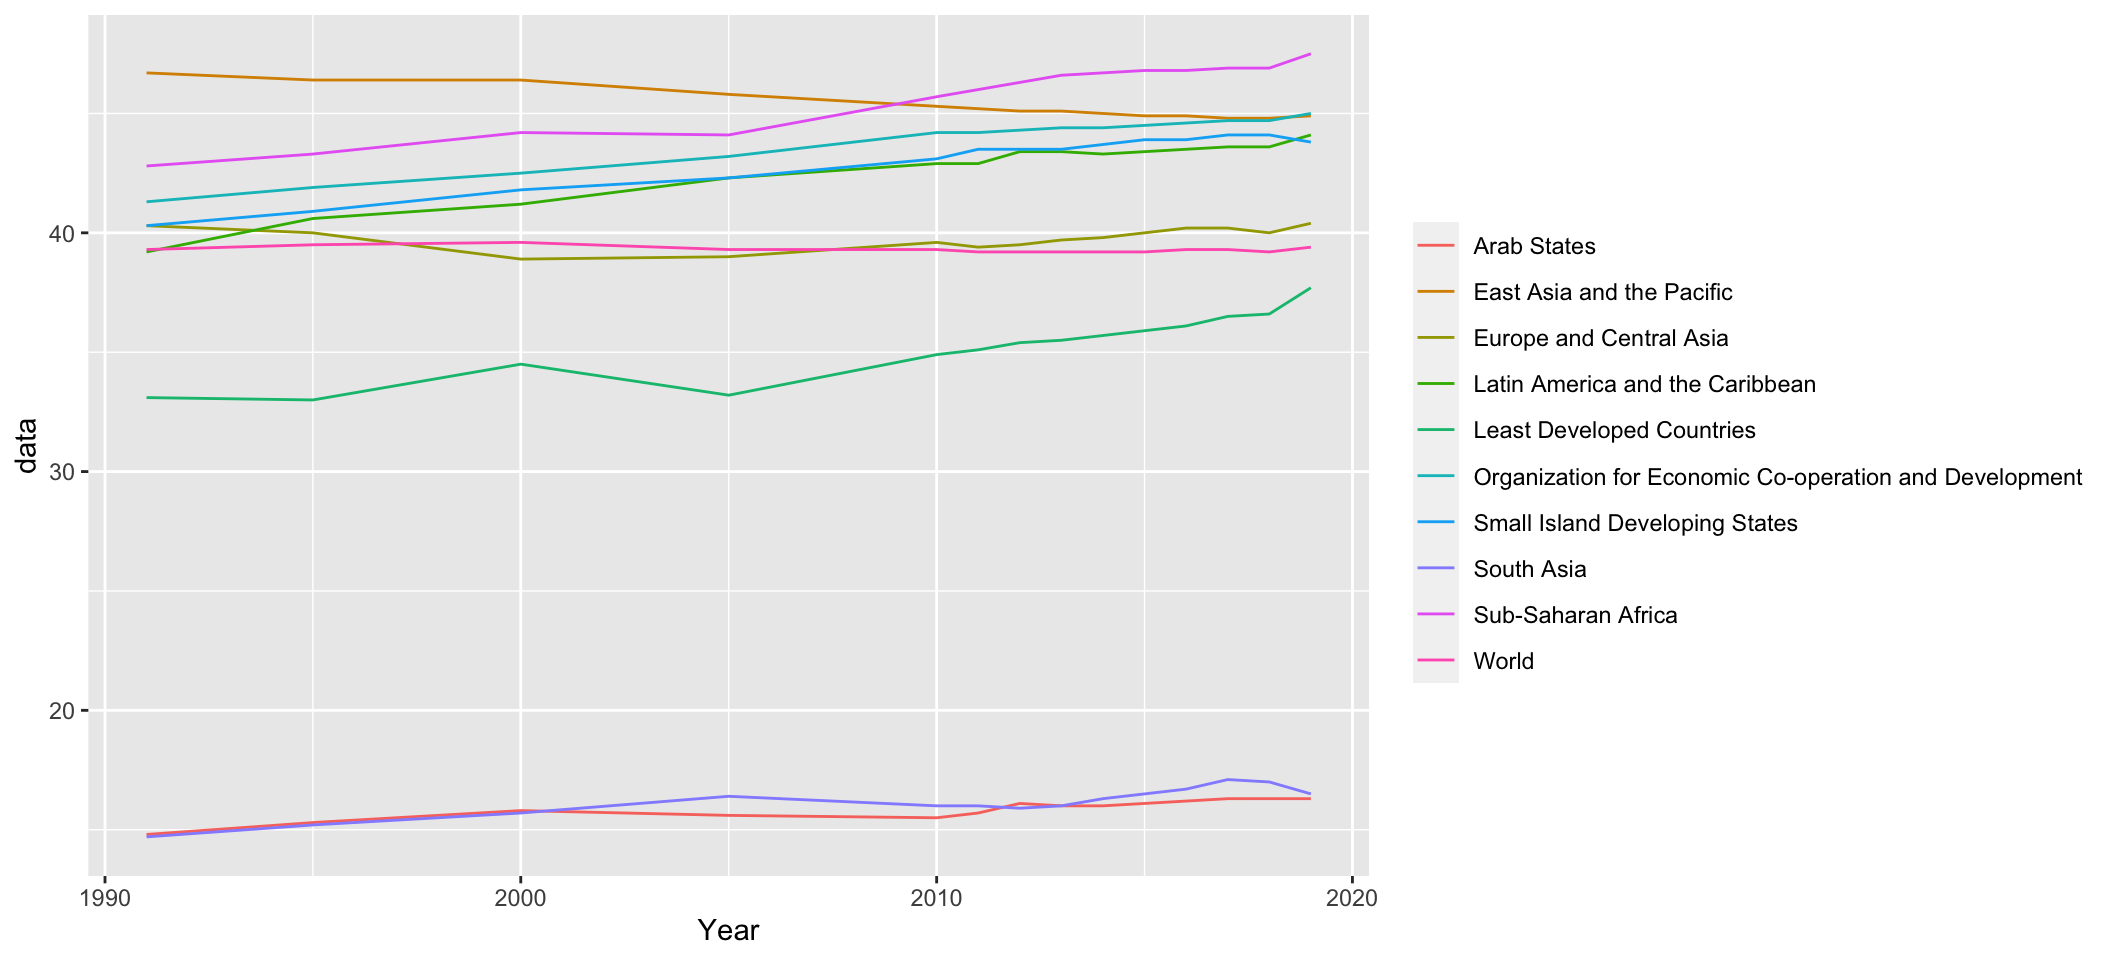 data
40
30
20
1990
2000
2010
2020
Year
Arab States
East Asia and the Pacific
Europe and Central Asia
Latin America and the Caribbean
Least Developed Countries
Organization for Economic Co-operation and Development
Small Island Developing States
South Asia
Sub-Saharan Africa
World